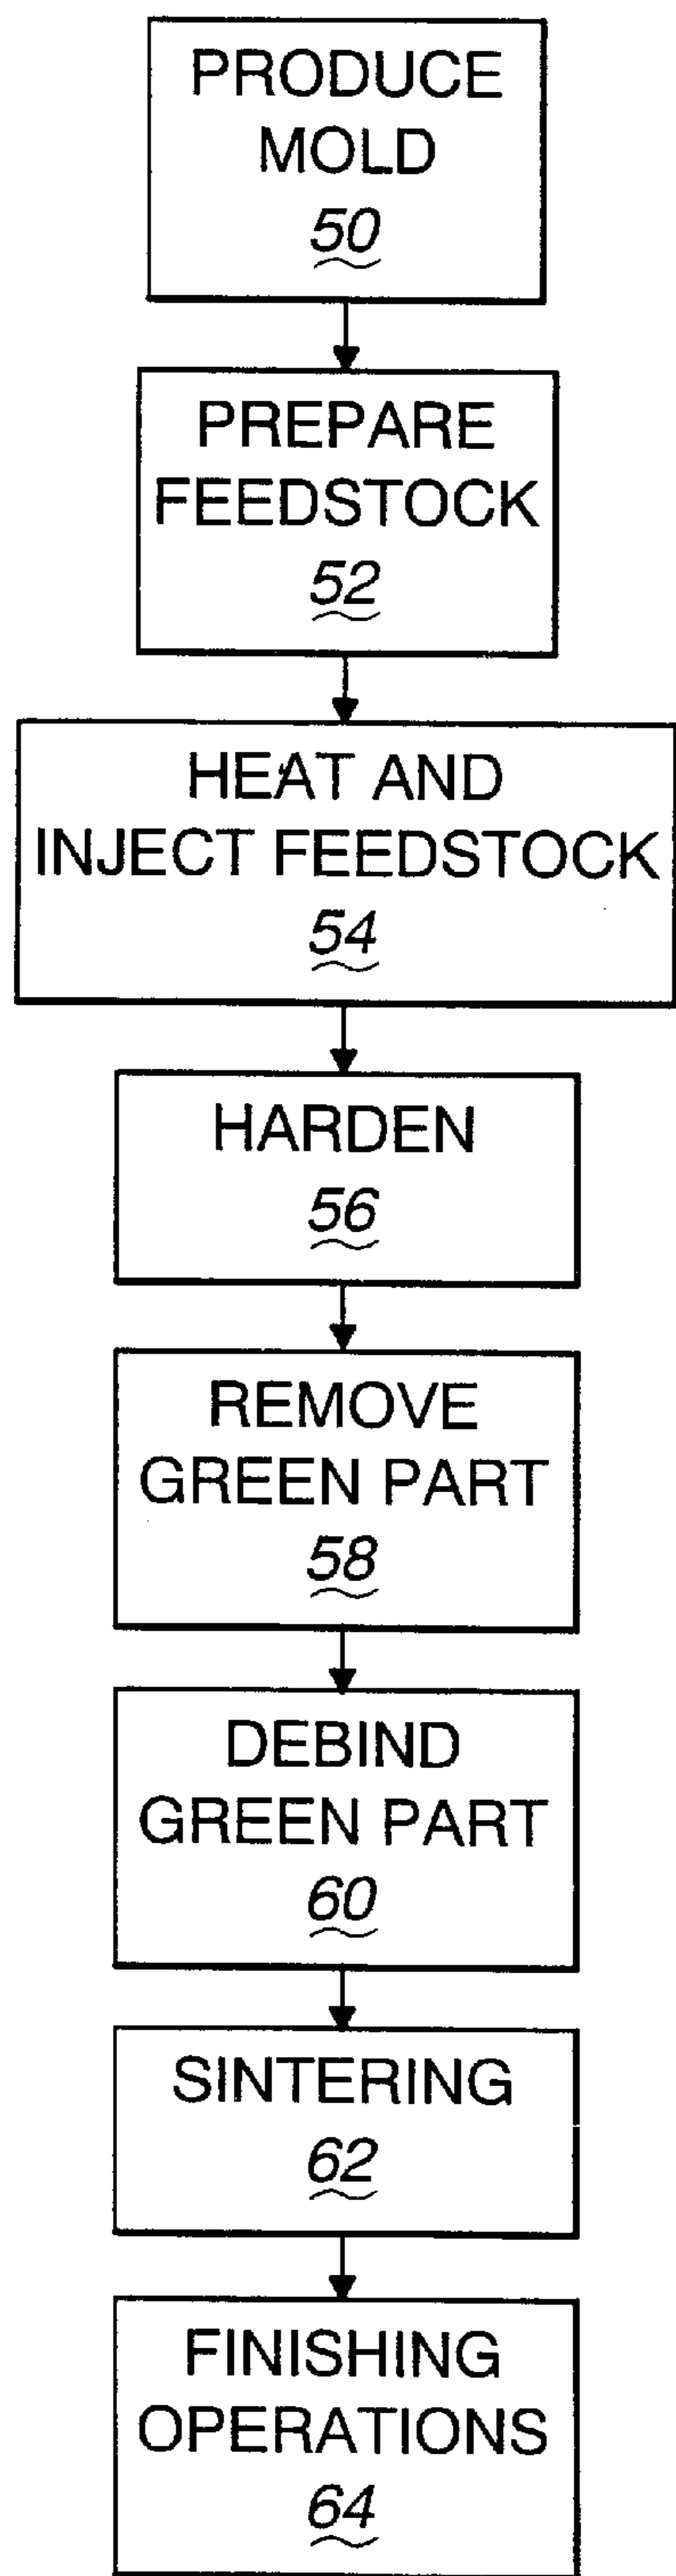 PRODUCE
MOLD
50
PREPARE
FEEDSTOCK
52
HEAT AND
INJECT FEEDSTOCK
54
HARDEN
56
REMOVE
GREEN PART
58
DEBIND
GREEN PART
60
SINTERING
62
FINISHING
OPERATIONS
64